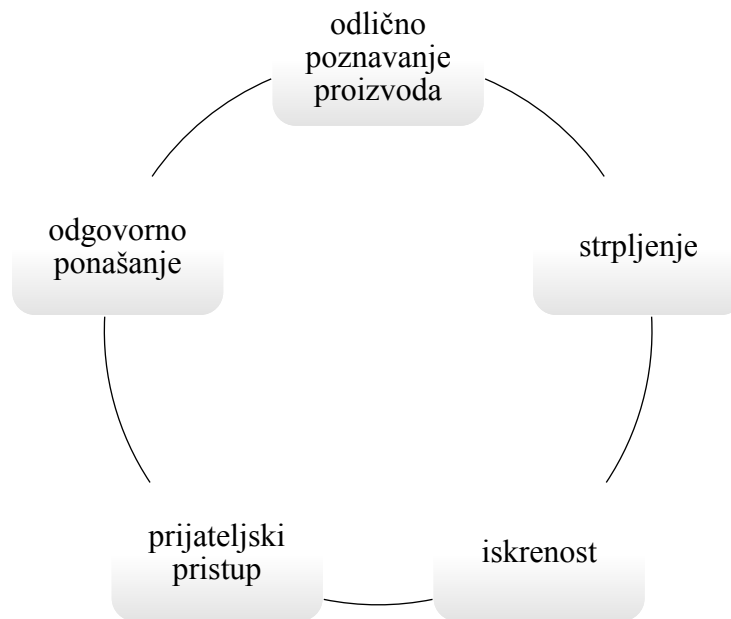 odlično
poznavanje
proizvoda
strpljenje
iskrenost
prijateljski
pristup
odgovorno
ponašanje